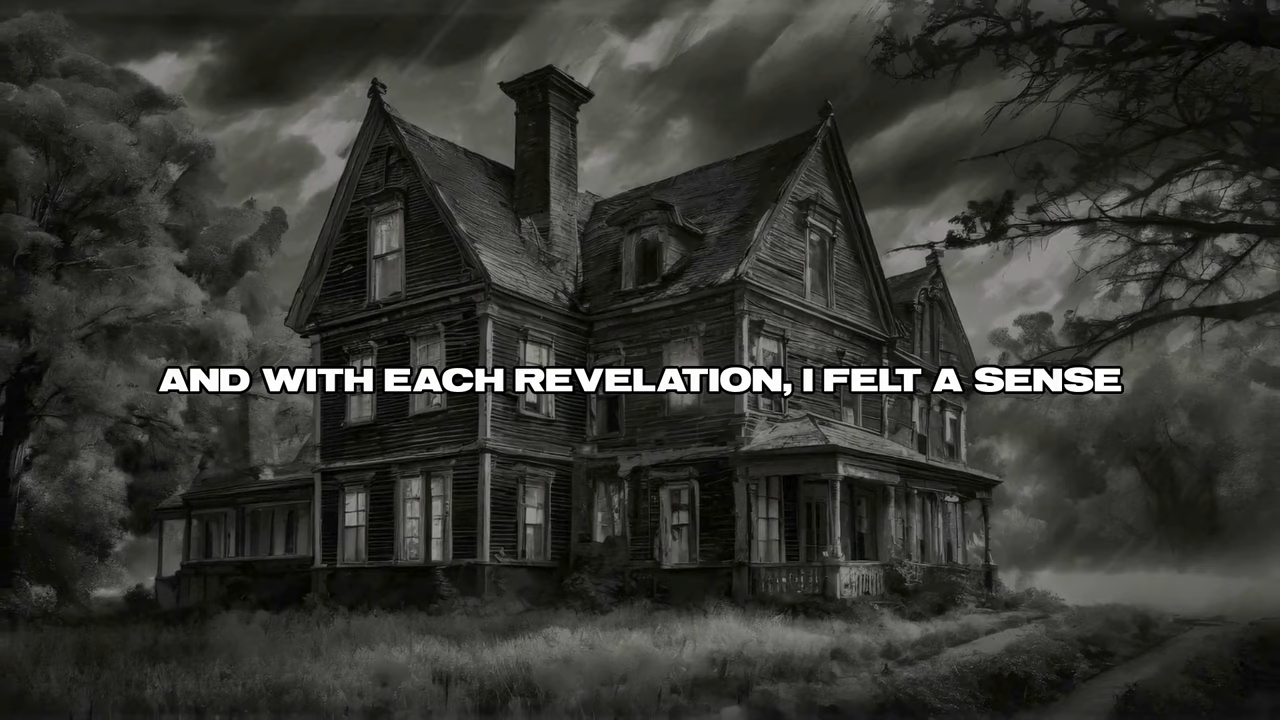 AND WITH EACH REVELATION, I FELT A SENSE